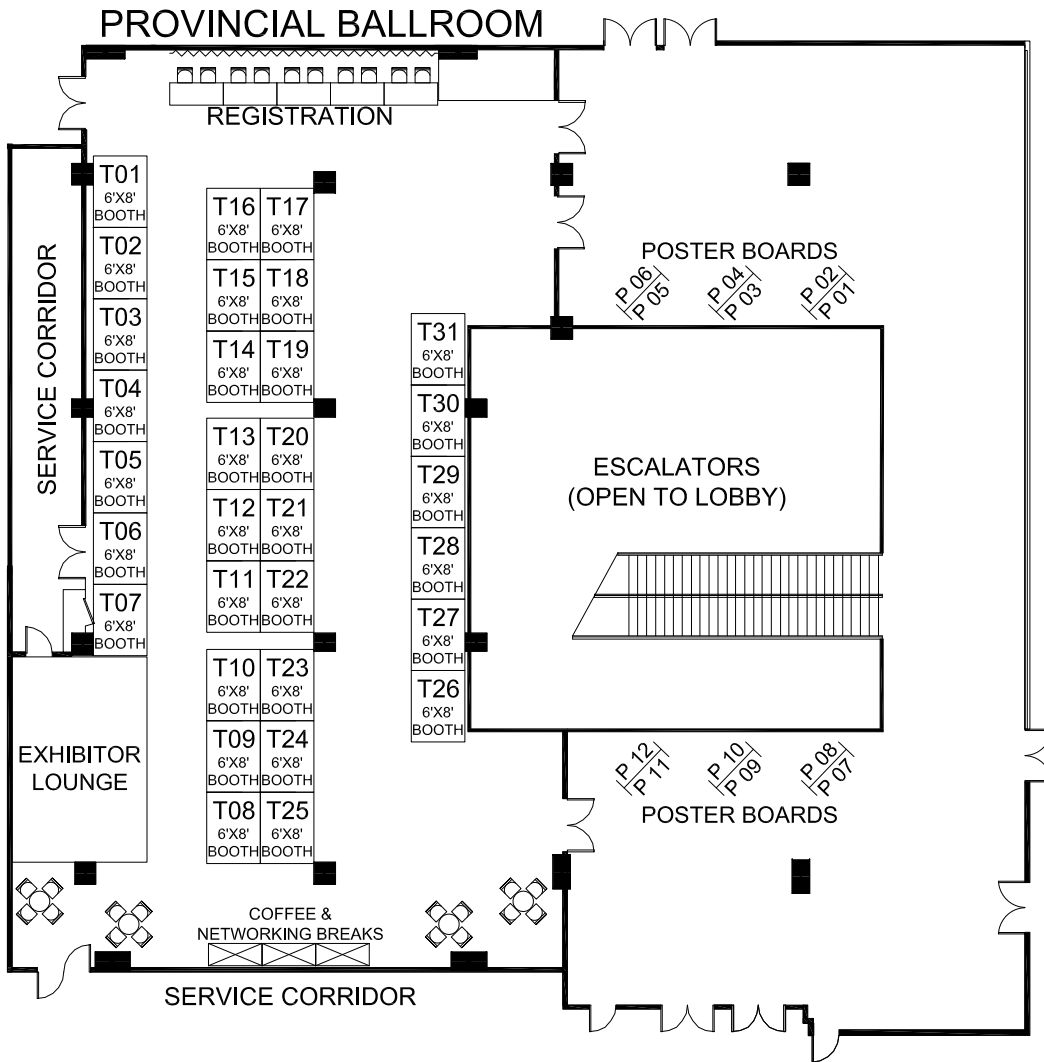 PROVINCIAL BALLROOM
REGISTRATION
SERVICE CORRIDOR
T01
6'X8'
BOOTH
T02
6'X8'
BOOTH
T03
6'X8'
BOOTH
T04
6'X8'
BOOTH
T05
6'X8'
BOOTH
T06
6'X8'
BOOTH
T07
6'X8'
BOOTH
EXHIBITOR
LOUNGE
T16 T17
6'X8' 6'X8'
BOOTH BOOTH
T15 T18
6'X8' 6'X8'
BOOTH BOOTH
T14 T19
6'X8' 6'X8'
BOOTH BOOTH
T13 T20
6'X8' 6'X8'
BOOTH BOOTH
T12 T21
6'X8' 6'X8'
BOOTH BOOTH
T11 T22
6'X8' 6'X8'
BOOTH BOOTH
T10 T23
6'X8' 6'X8'
BOOTH BOOTH
T09 T24
6'X8' 6'X8'
BOOTH BOOTH
T08 T25
6'X8' 6'X8'
BOOTH BOOTH
T31
6'X8'
BOOTH
T30
6'X8'
BOOTH
T29
6'X8'
BOOTH
T28
6'X8'
BOOTH
T27
6'X8'
BOOTH
T26
6'X8'
BOOTH
POSTER BOARDS
P 06
P 05
P 04
P 03
P 02
P 01
ESCALATORS
(OPEN TO LOBBY)
P 12
P 11
P 10
P 09
P 08
P 07
POSTER BOARDS
COFFEE &
NETWORKING BREAKS
SERVICE CORRIDOR